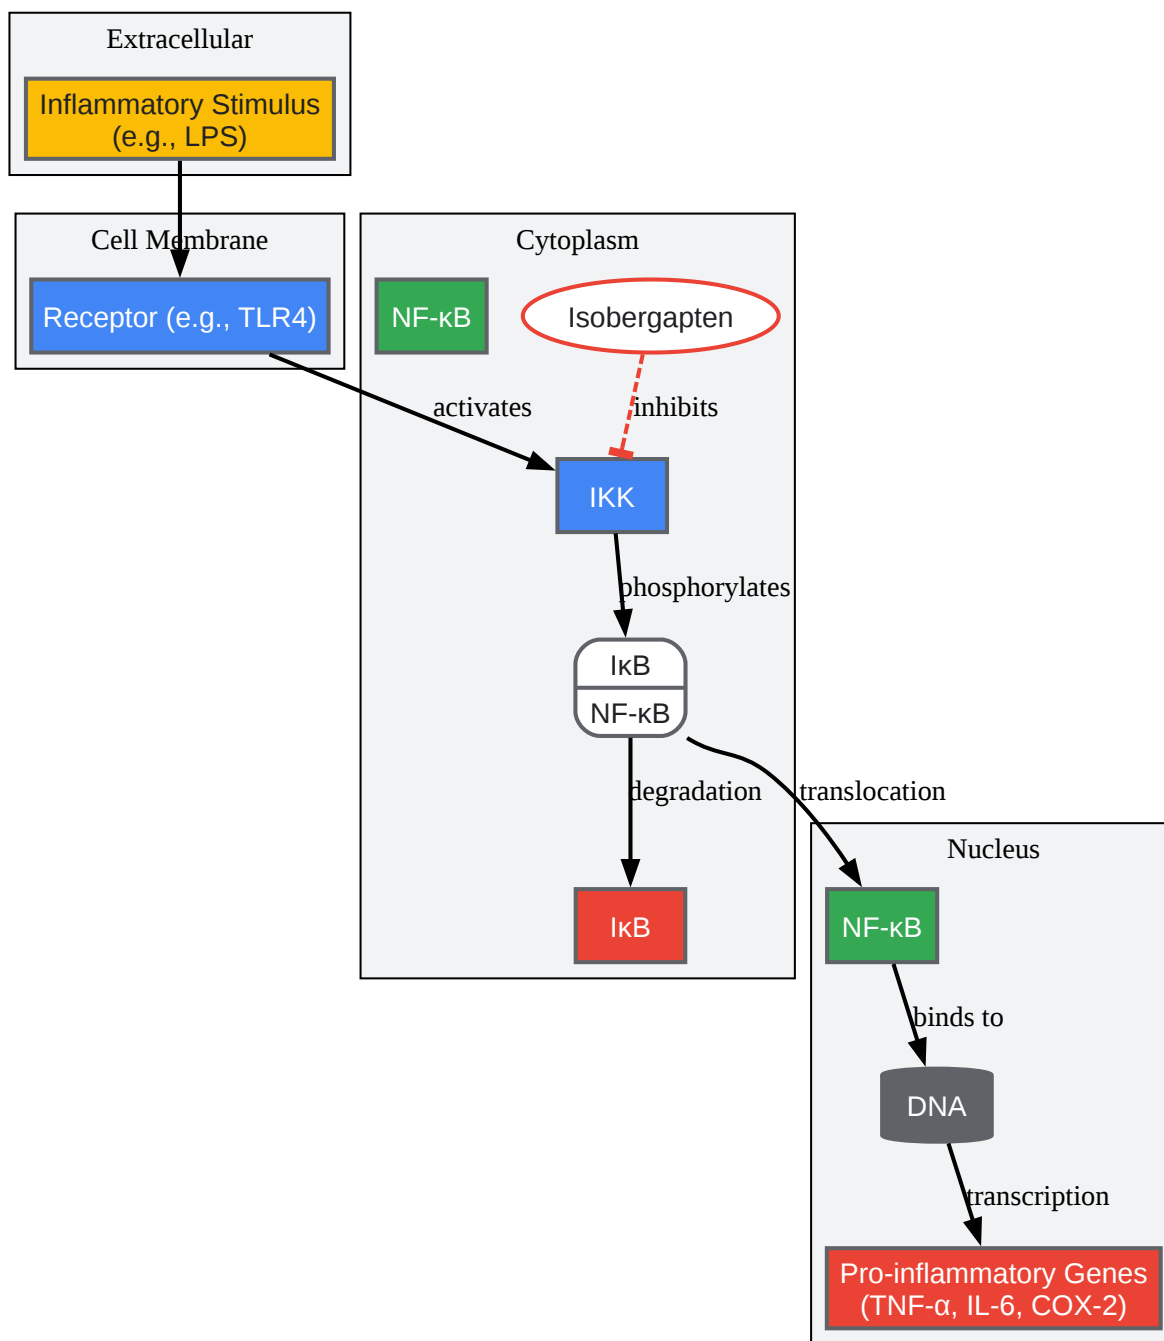 Extracellular
Inflammatory Stimulus
(e.g., LPS)
Cell Membrane
Receptor (e.g., TLR4)
Cytoplasm
NF-κB
Isobergapten
activates
inhibits
IKK
phosphorylates
IκB
NF-κB
degradation
translocation
IκB
Nucleus
NF-κB
binds to
DNA
transcription
Pro-inflammatory Genes
(TNF-α, IL-6, COX-2)